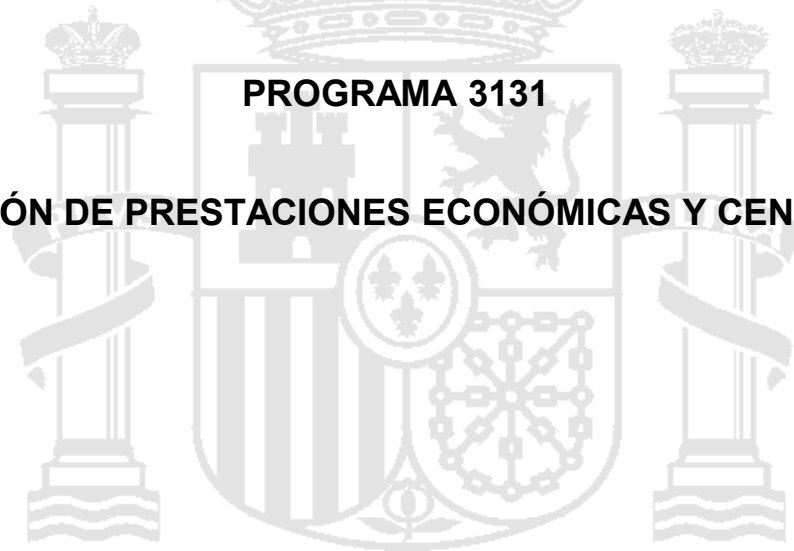 PROGRAMA 3131
ÓN DE PRESTACIONES ECONÓMICAS Y CEN